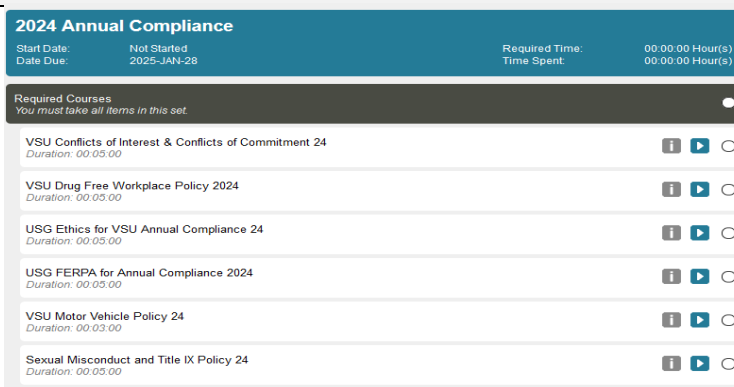 2024 Annual Compliance
Start Date: Not Started Required Time: 00:00:00 Hour(s)
Date Due: 2025-JAN-28 Time Spent: 00:00:00 Hour(s)
Required Courses
You must take all items in this set.
VSU Conflicts of Interest & Conflicts of Commitment 24
Duration: 00:05:00
VSU Drug Free Workplace Policy 2024
Duration: 00:05:00
USG Ethics for VSU Annual Compliance 24
Duration: 00:05:00
USG FERPA for Annual Compliance 2024
Duration: 00:05:00
VSU Motor Vehicle Policy 24
Duration: 00:03:00
Sexual Misconduct and Title IX Policy 24
Duration: 00:05:00